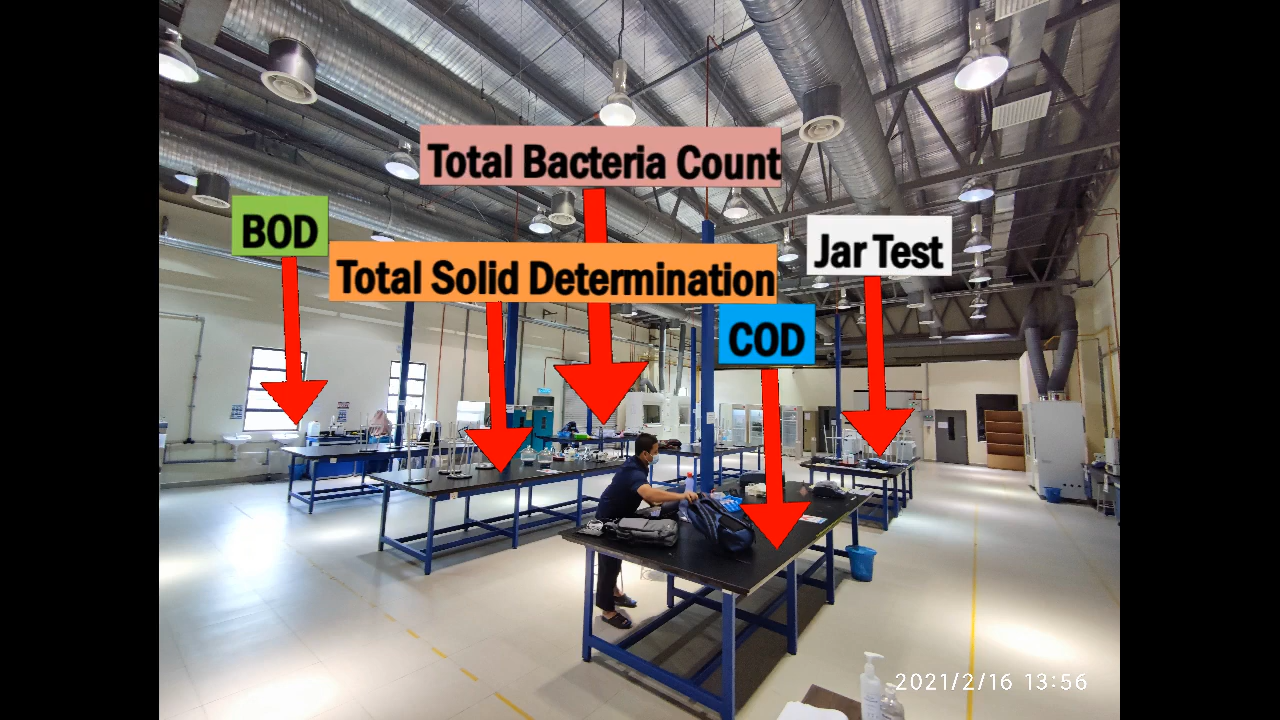 Total Bacteria Count
BOD
Total Solid Determination
Jar Test
COD
2021/2/16 13:56